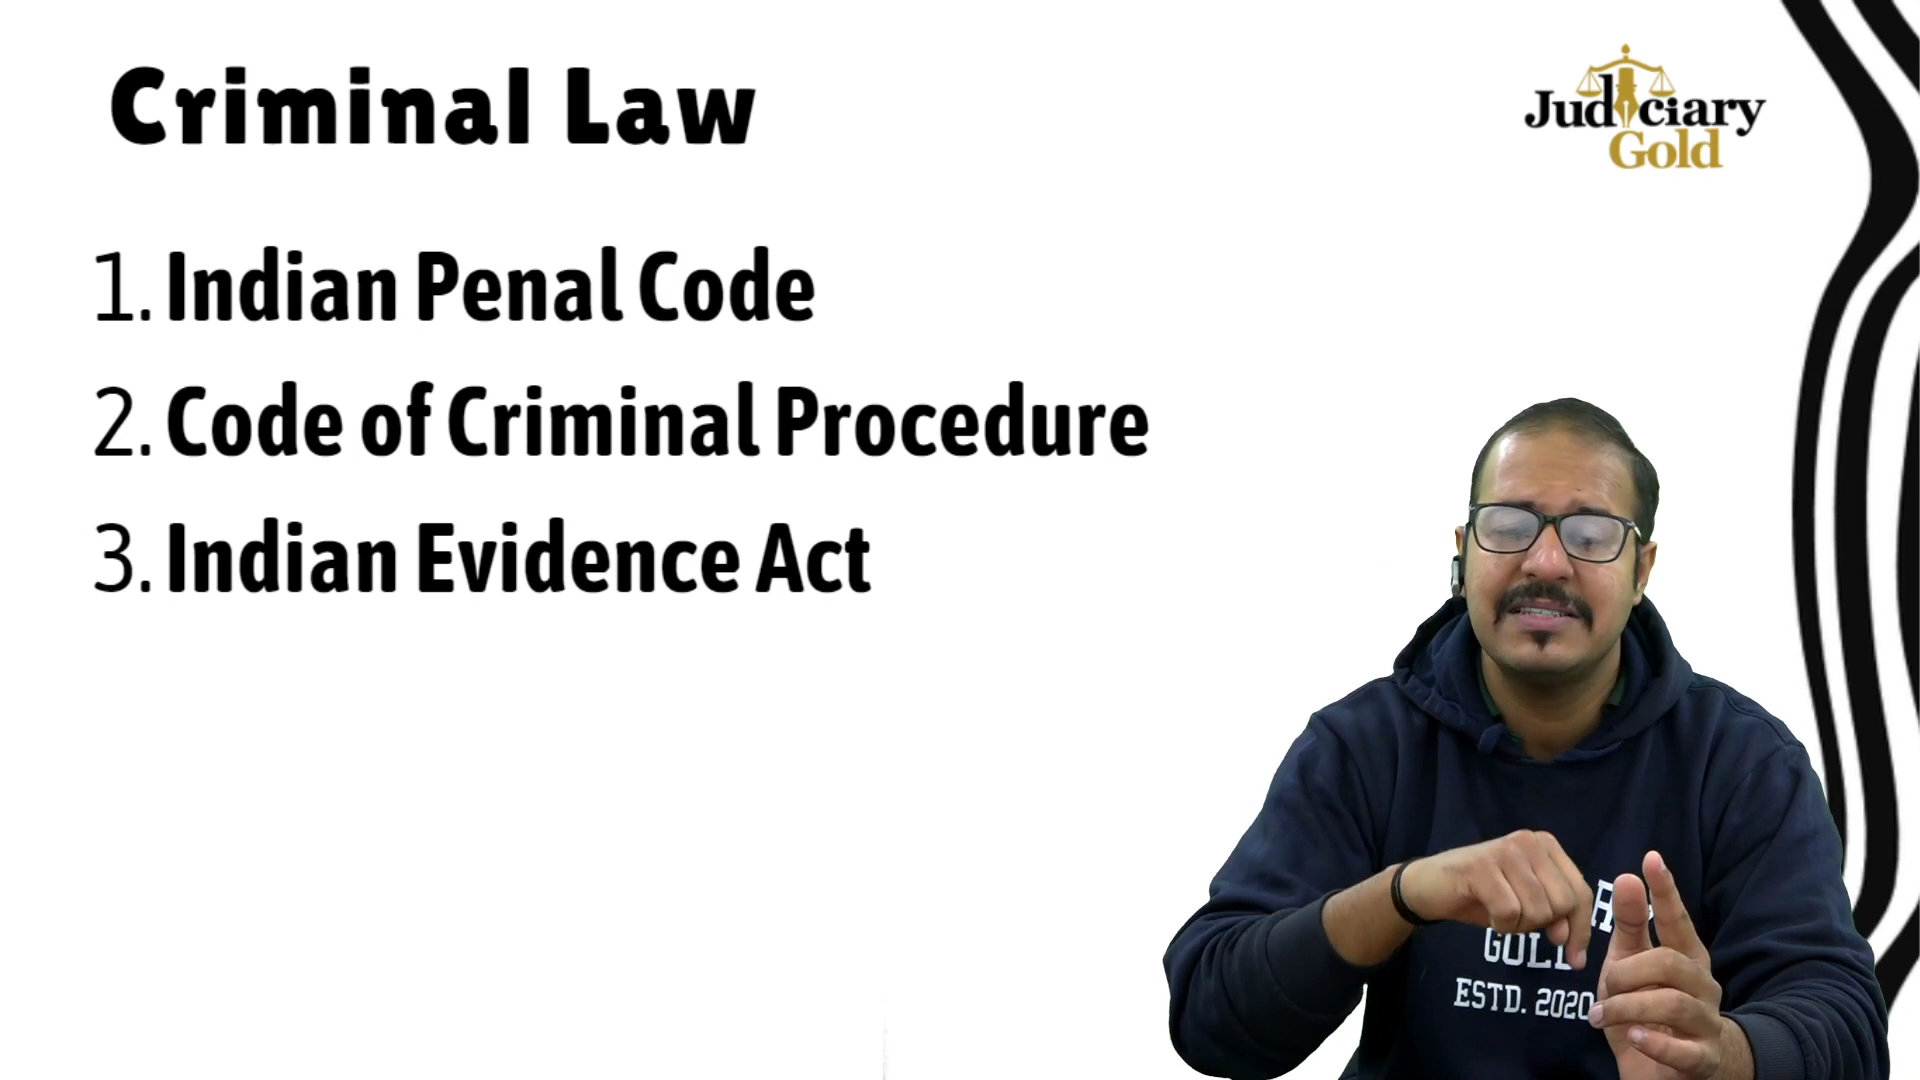 Criminal Law
Judiciary
Gold
1. Indian Penal Code
2. Code of Criminal Procedure
3. Indian Evidence Act
ESTD. 2020